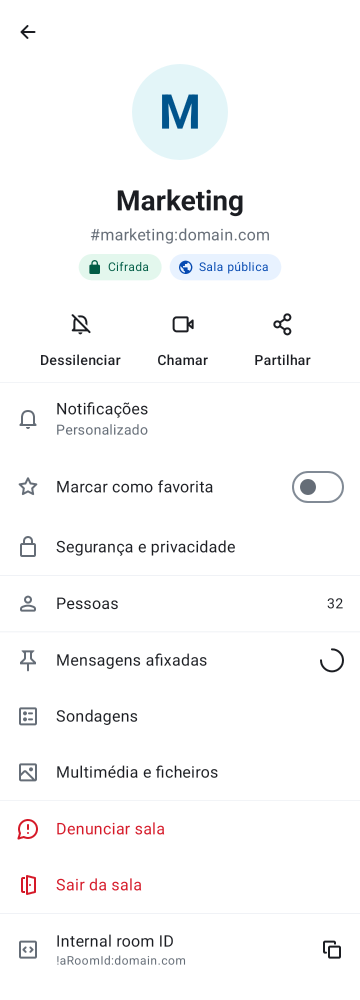 M
Marketing
#marketing:domain.com
Cifrada
Sala pública
Dessilenciar
Chamar
Partilhar
Notificações
Personalizado
Marcar como favorita
Segurança e privacidade
Pessoas
32
Mensagens afixadas
Sondagens
Multimédia e ficheiros
Denunciar sala
Sair da sala
Internal room ID
!aRoomId:domain.com